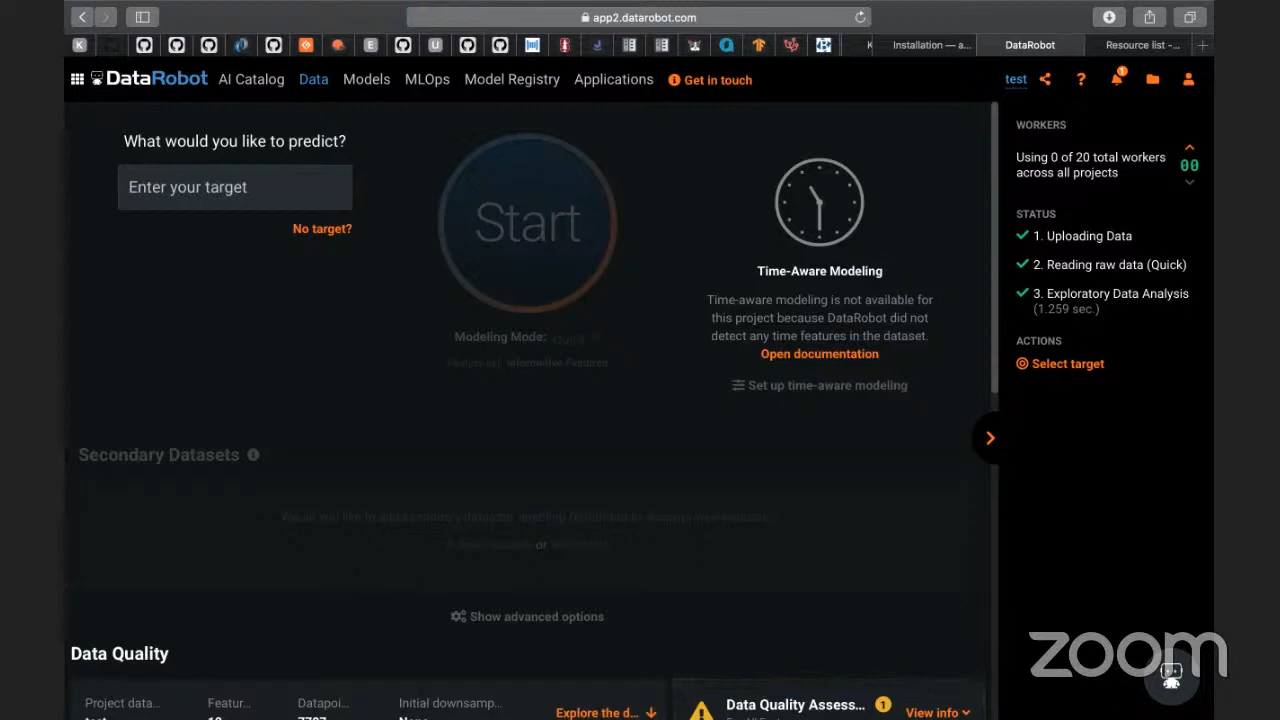 app2.datarobot.com
K
E
U
K
Installation — a...
DataRobot
Resource list -...
DataRobot
AI Catalog
Data
Models
MLOps
Model Registry
Applications
Get in touch
test
1
What would you like to predict?
Enter your target
No target?
Start
Modeling Mode:
Informative Features
Time-Aware Modeling
Time-aware modeling is not available for
this project because DataRobot did not
detect any time features in the dataset.
Open documentation
Set up time-aware modeling
WORKERS
Using 0 of 20 total workers
across all projects
00
STATUS
1. Uploading Data
2. Reading raw data (Quick)
3. Exploratory Data Analysis
(1.259 sec.)
ACTIONS
Select target
Secondary Datasets
or
Show advanced options
Data Quality
Project data...
Featur...
Datapoi...
Initial downsamp...
Explore the d...
Data Quality Assess...
1
View info
zoom